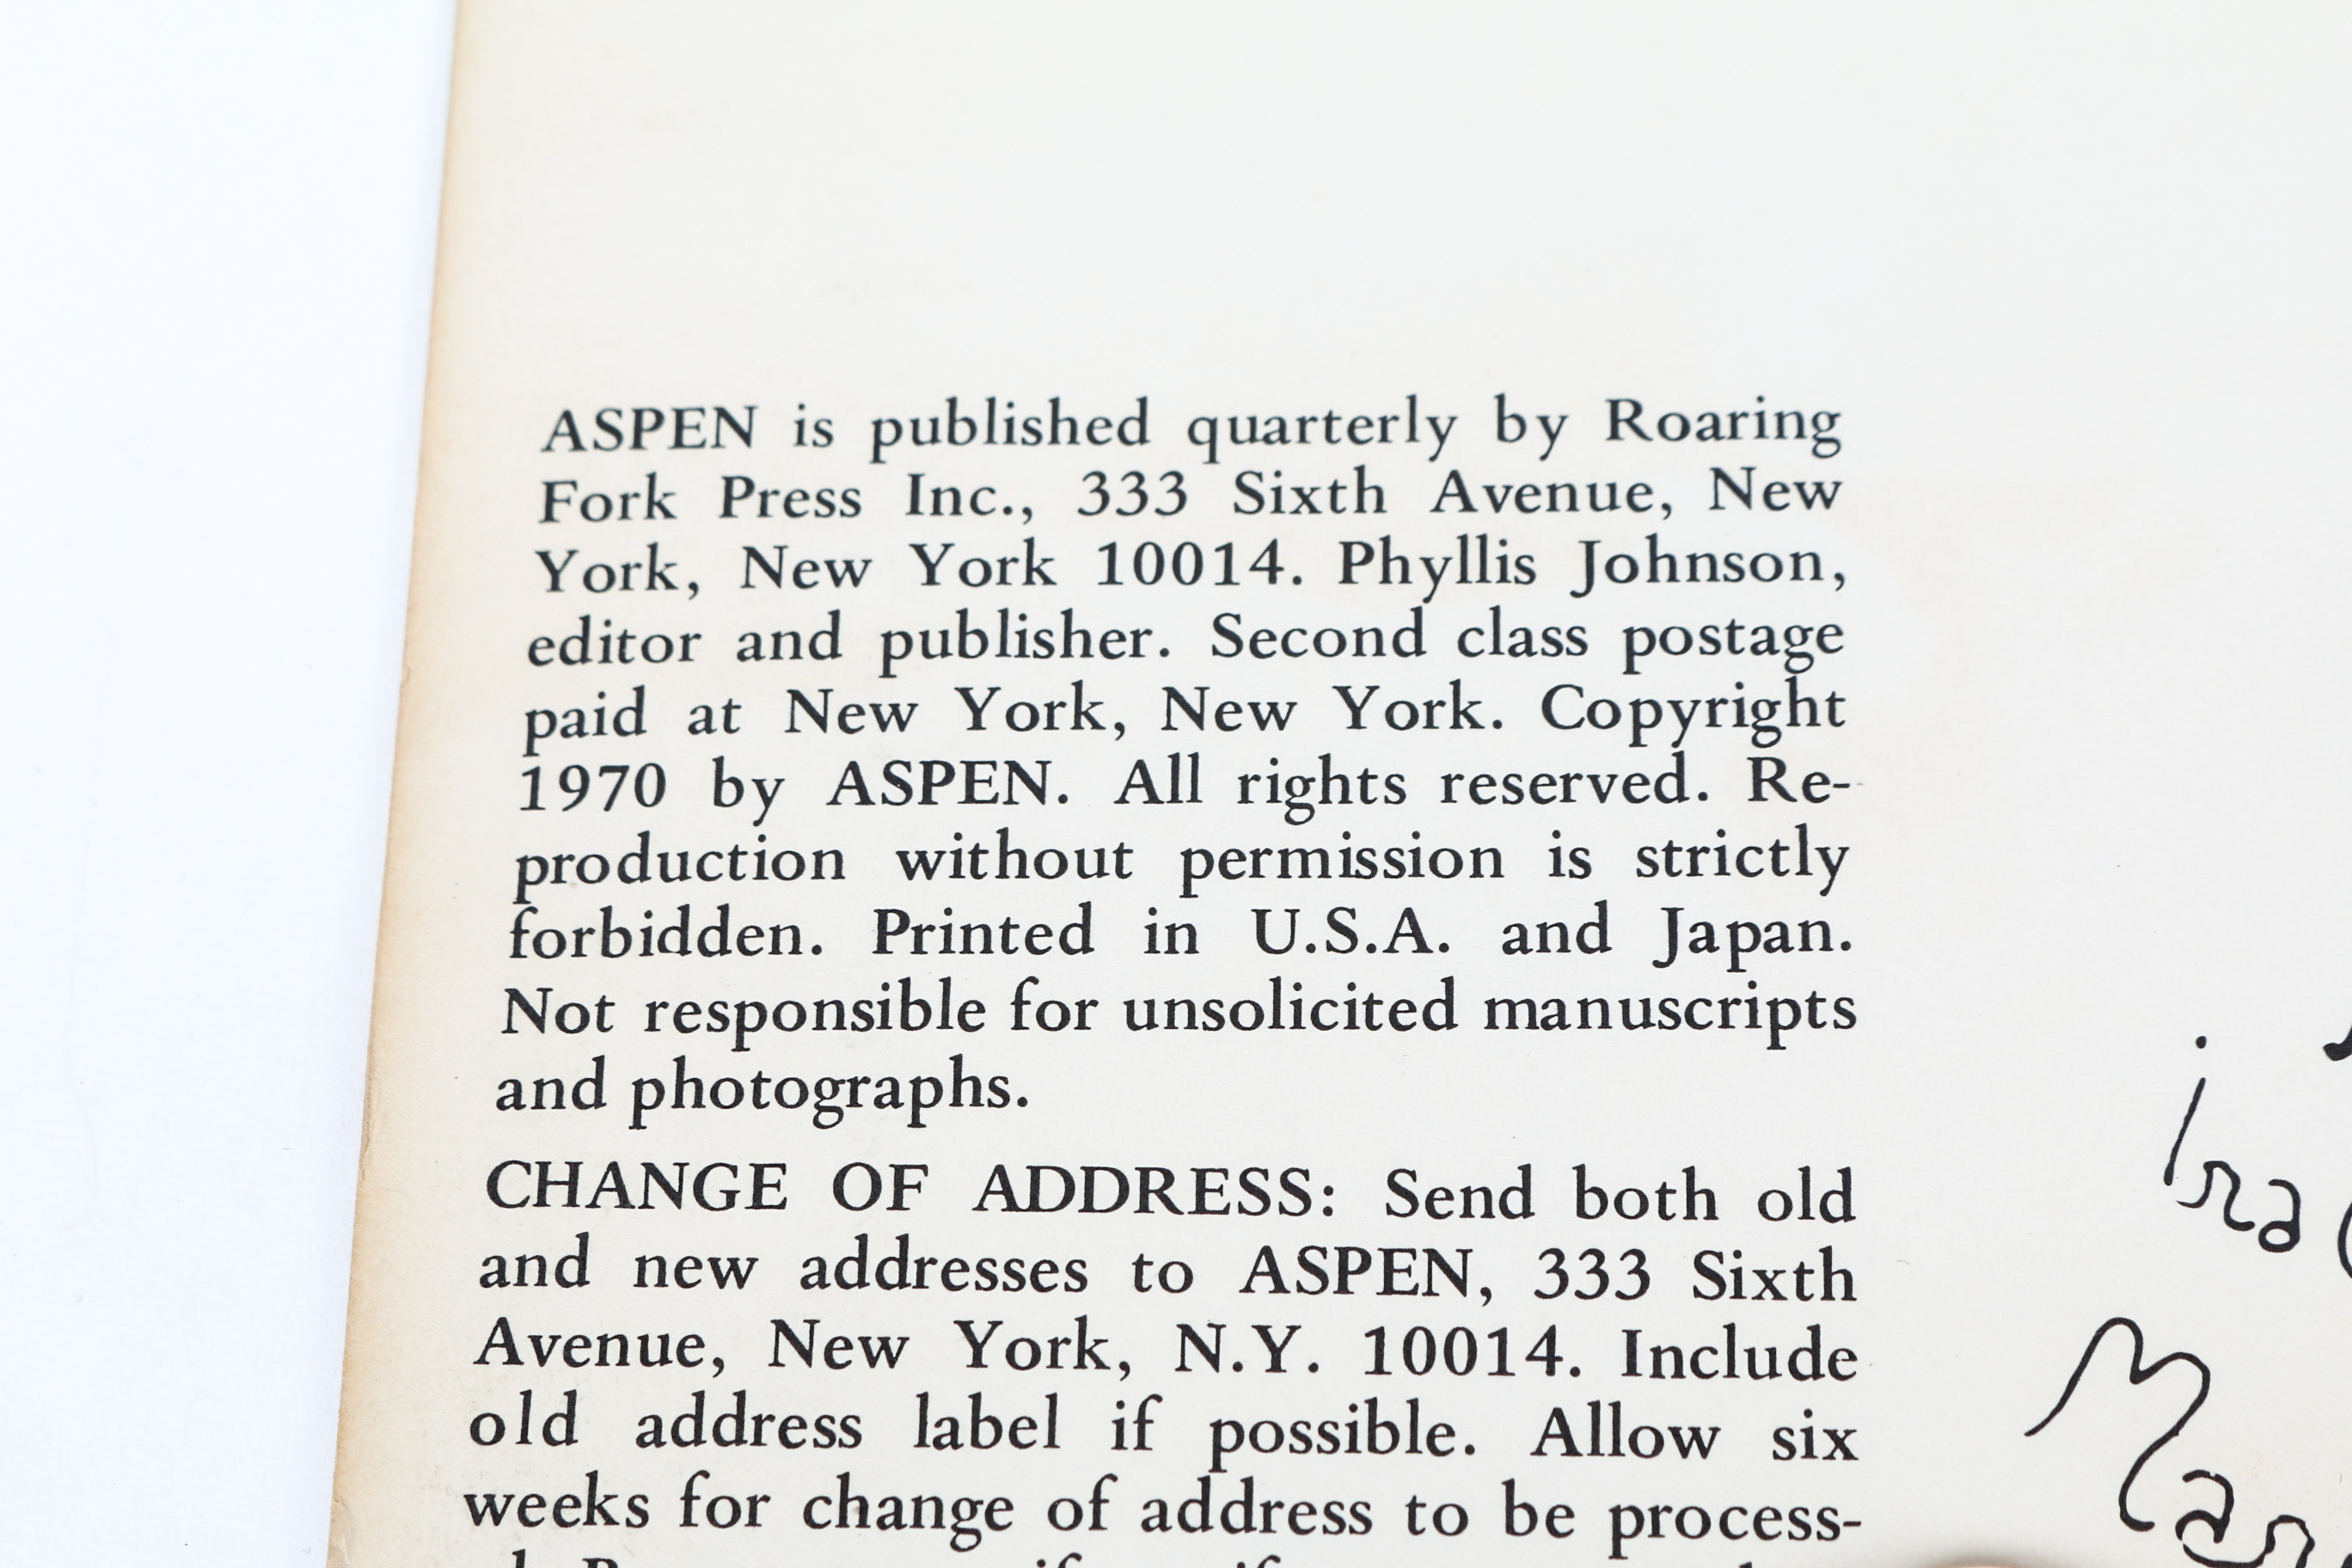 ASPEN is published quarterly by Roaring
Fork Press Inc., 333 Sixth Avenue, New
York, New York 10014. Phyllis Johnson,
editor and publisher. Second class postage
paid at New York, New York. Copyright
1970 by ASPEN. All rights reserved. Re-
production without permission is strictly
forbidden. Printed in U.S.A. and Japan.
Not responsible for unsolicited manuscripts
and photographs.
CHANGE OF ADDRESS: Send both old
and new addresses to ASPEN, 333 Sixth
Avenue, New York, N.Y. 10014. Include
old address label if possible. Allow six
weeks for change of address to be process-
ira